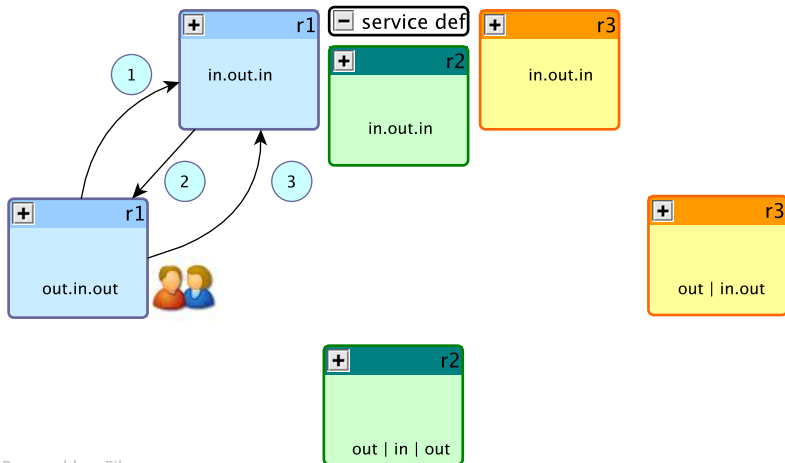 r1
service def
r3
1
in.out.in
r2
in.out.in
in.out.in
2
3
r1
r3
out.in.out
out | in.out
r2
out | in | out